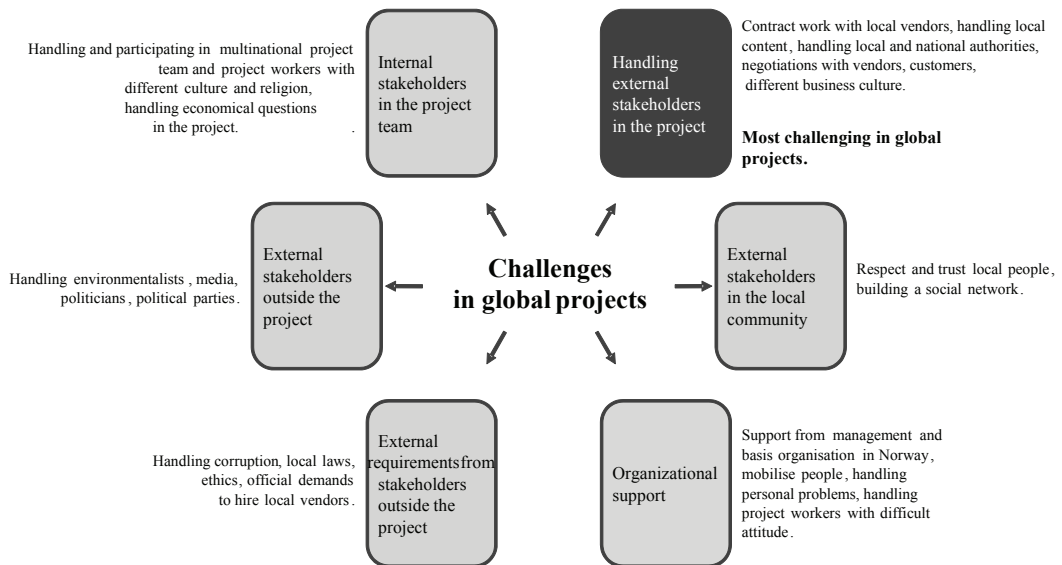 Handling and participating in multinational project
team and project workers with
different culture and religion,
handling economical questions
in the project. .
Internal
stakeholders
in the project
team
Handling
external
stakeholders
in the project
Contract work with local vendors, handling local
content, handling local and national authorities,
negotiations with vendors, customers,
different business culture.
Most challenging in global
projects.
Handling environmentalists, media,
politicians, political parties.
External
stakeholders
outside the
project
Challenges
in global projects
External
stakeholders
in the local
community
Respect and trust local people,
building a social network.
Handling corruption, local laws,
ethics, official demands
to hire local vendors.
External
requirements from
stakeholders
outside the
project
Organizational
support
Support from management and
basis organisation in Norway,
mobilise people, handling
personal problems, handling
project workers with difficult
attitude.